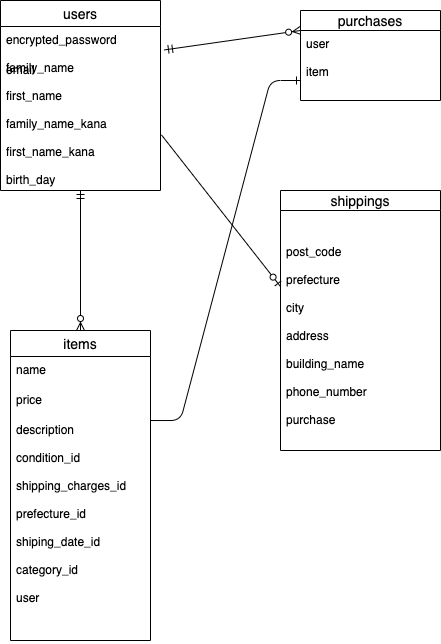 users
encrypted_password
family_name
email
first_name
family_name_kana
first_name_kana
birth_day
purchases
user
item
shippings
post_code
prefecture
city
address
building_name
phone_number
purchase
items
name
price
description
condition_id
shipping_charges_id
prefecture_id
shiping_date_id
category_id
user